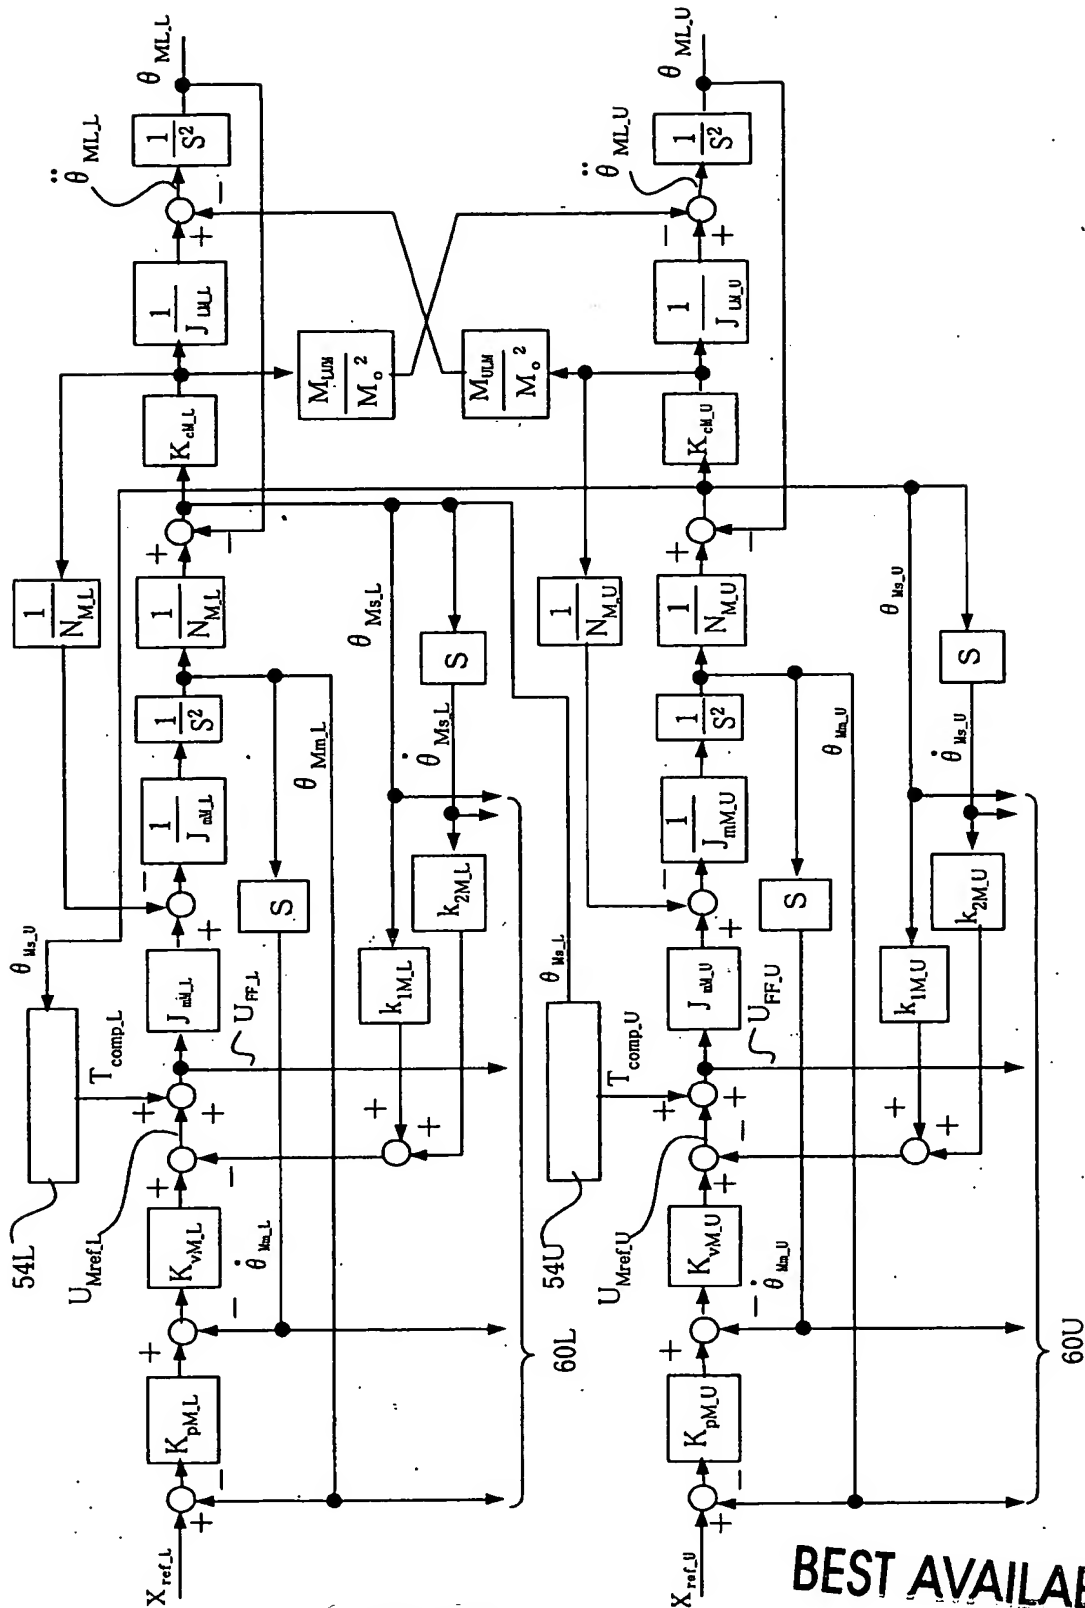 X ref_L
+
−
K pM_L
+
−
K vM_L
+
−
U Mref_L
54L
+
+
T comp_L
U FF_L
J mM_L
+
−
θ Ms_U
1 / J mM_L
1 / S²
1 / N M_L
1 / N M_L
+
−
K cM_L
1 / J LM_L
+
−
θ̈ ML_L
1 / S²
θ ML_L
θ̇ Mm_L
S
θ Mm_L
+
+
k 1M_L
k 2M_L
θ̇ Ms_L
S
θ Ms_L
60L
M LUM / M o ²
M ULM / M o ²
X ref_U
+
−
K pM_U
+
−
K vM_U
+
−
U Mref_U
54U
+
+
T comp_U
U FF_U
J mM_U
+
−
θ Ms_L
1 / J mM_U
1 / S²
1 / N M_U
1 / N M_U
+
−
K cM_U
1 / J LM_U
+
−
θ̈ ML_U
1 / S²
θ ML_U
θ̇ Mm_U
S
θ Mm_U
+
+
k 1M_U
k 2M_U
θ̇ Ms_U
S
θ Ms_U
60U
BEST AVAILAB